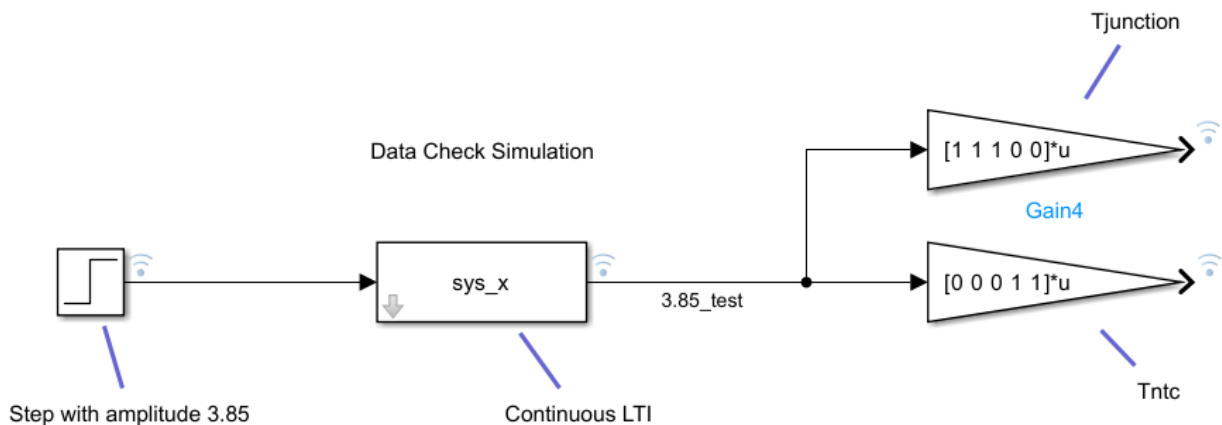 Tjunction
Data Check Simulation
[1 1 1 0 0]*u
Gain4
sys_x
3.85_test
[0 0 0 1 1]*u
Step with amplitude 3.85
Continuous LTI
Tntc